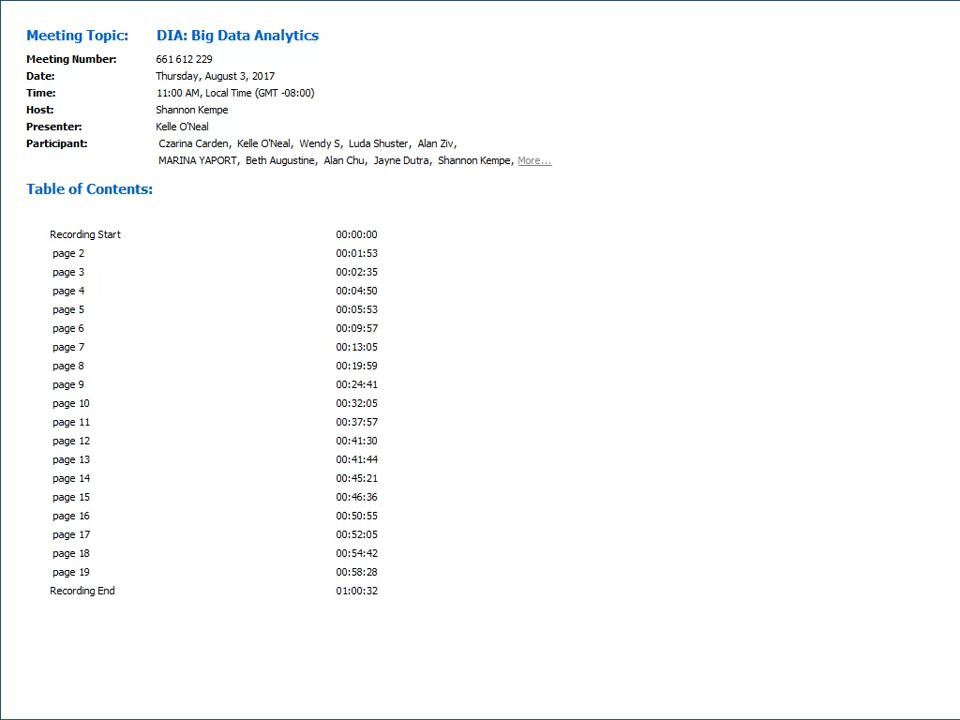 Meeting Topic: DIA: Big Data Analytics
Meeting Number: 661 612 229
Date: Thursday, August 3, 2017
Time: 11:00 AM, Local Time (GMT -08:00)
Host: Shannon Kempe
Presenter: Kelle O'Neal
Participant: Czarina Carden, Kelle O'Neal, Wendy S, Luda Shuster, Alan Ziv,
MARINA YAPORT, Beth Augustine, Alan Chu, Jayne Dutra, Shannon Kempe, More...
Table of Contents:
Recording Start 00:00:00
page 2 00:01:53
page 3 00:02:35
page 4 00:04:50
page 5 00:05:53
page 6 00:09:57
page 7 00:13:05
page 8 00:19:59
page 9 00:24:41
page 10 00:32:05
page 11 00:37:57
page 12 00:41:30
page 13 00:41:44
page 14 00:45:21
page 15 00:46:36
page 16 00:50:55
page 17 00:52:05
page 18 00:54:42
page 19 00:58:28
Recording End 01:00:32